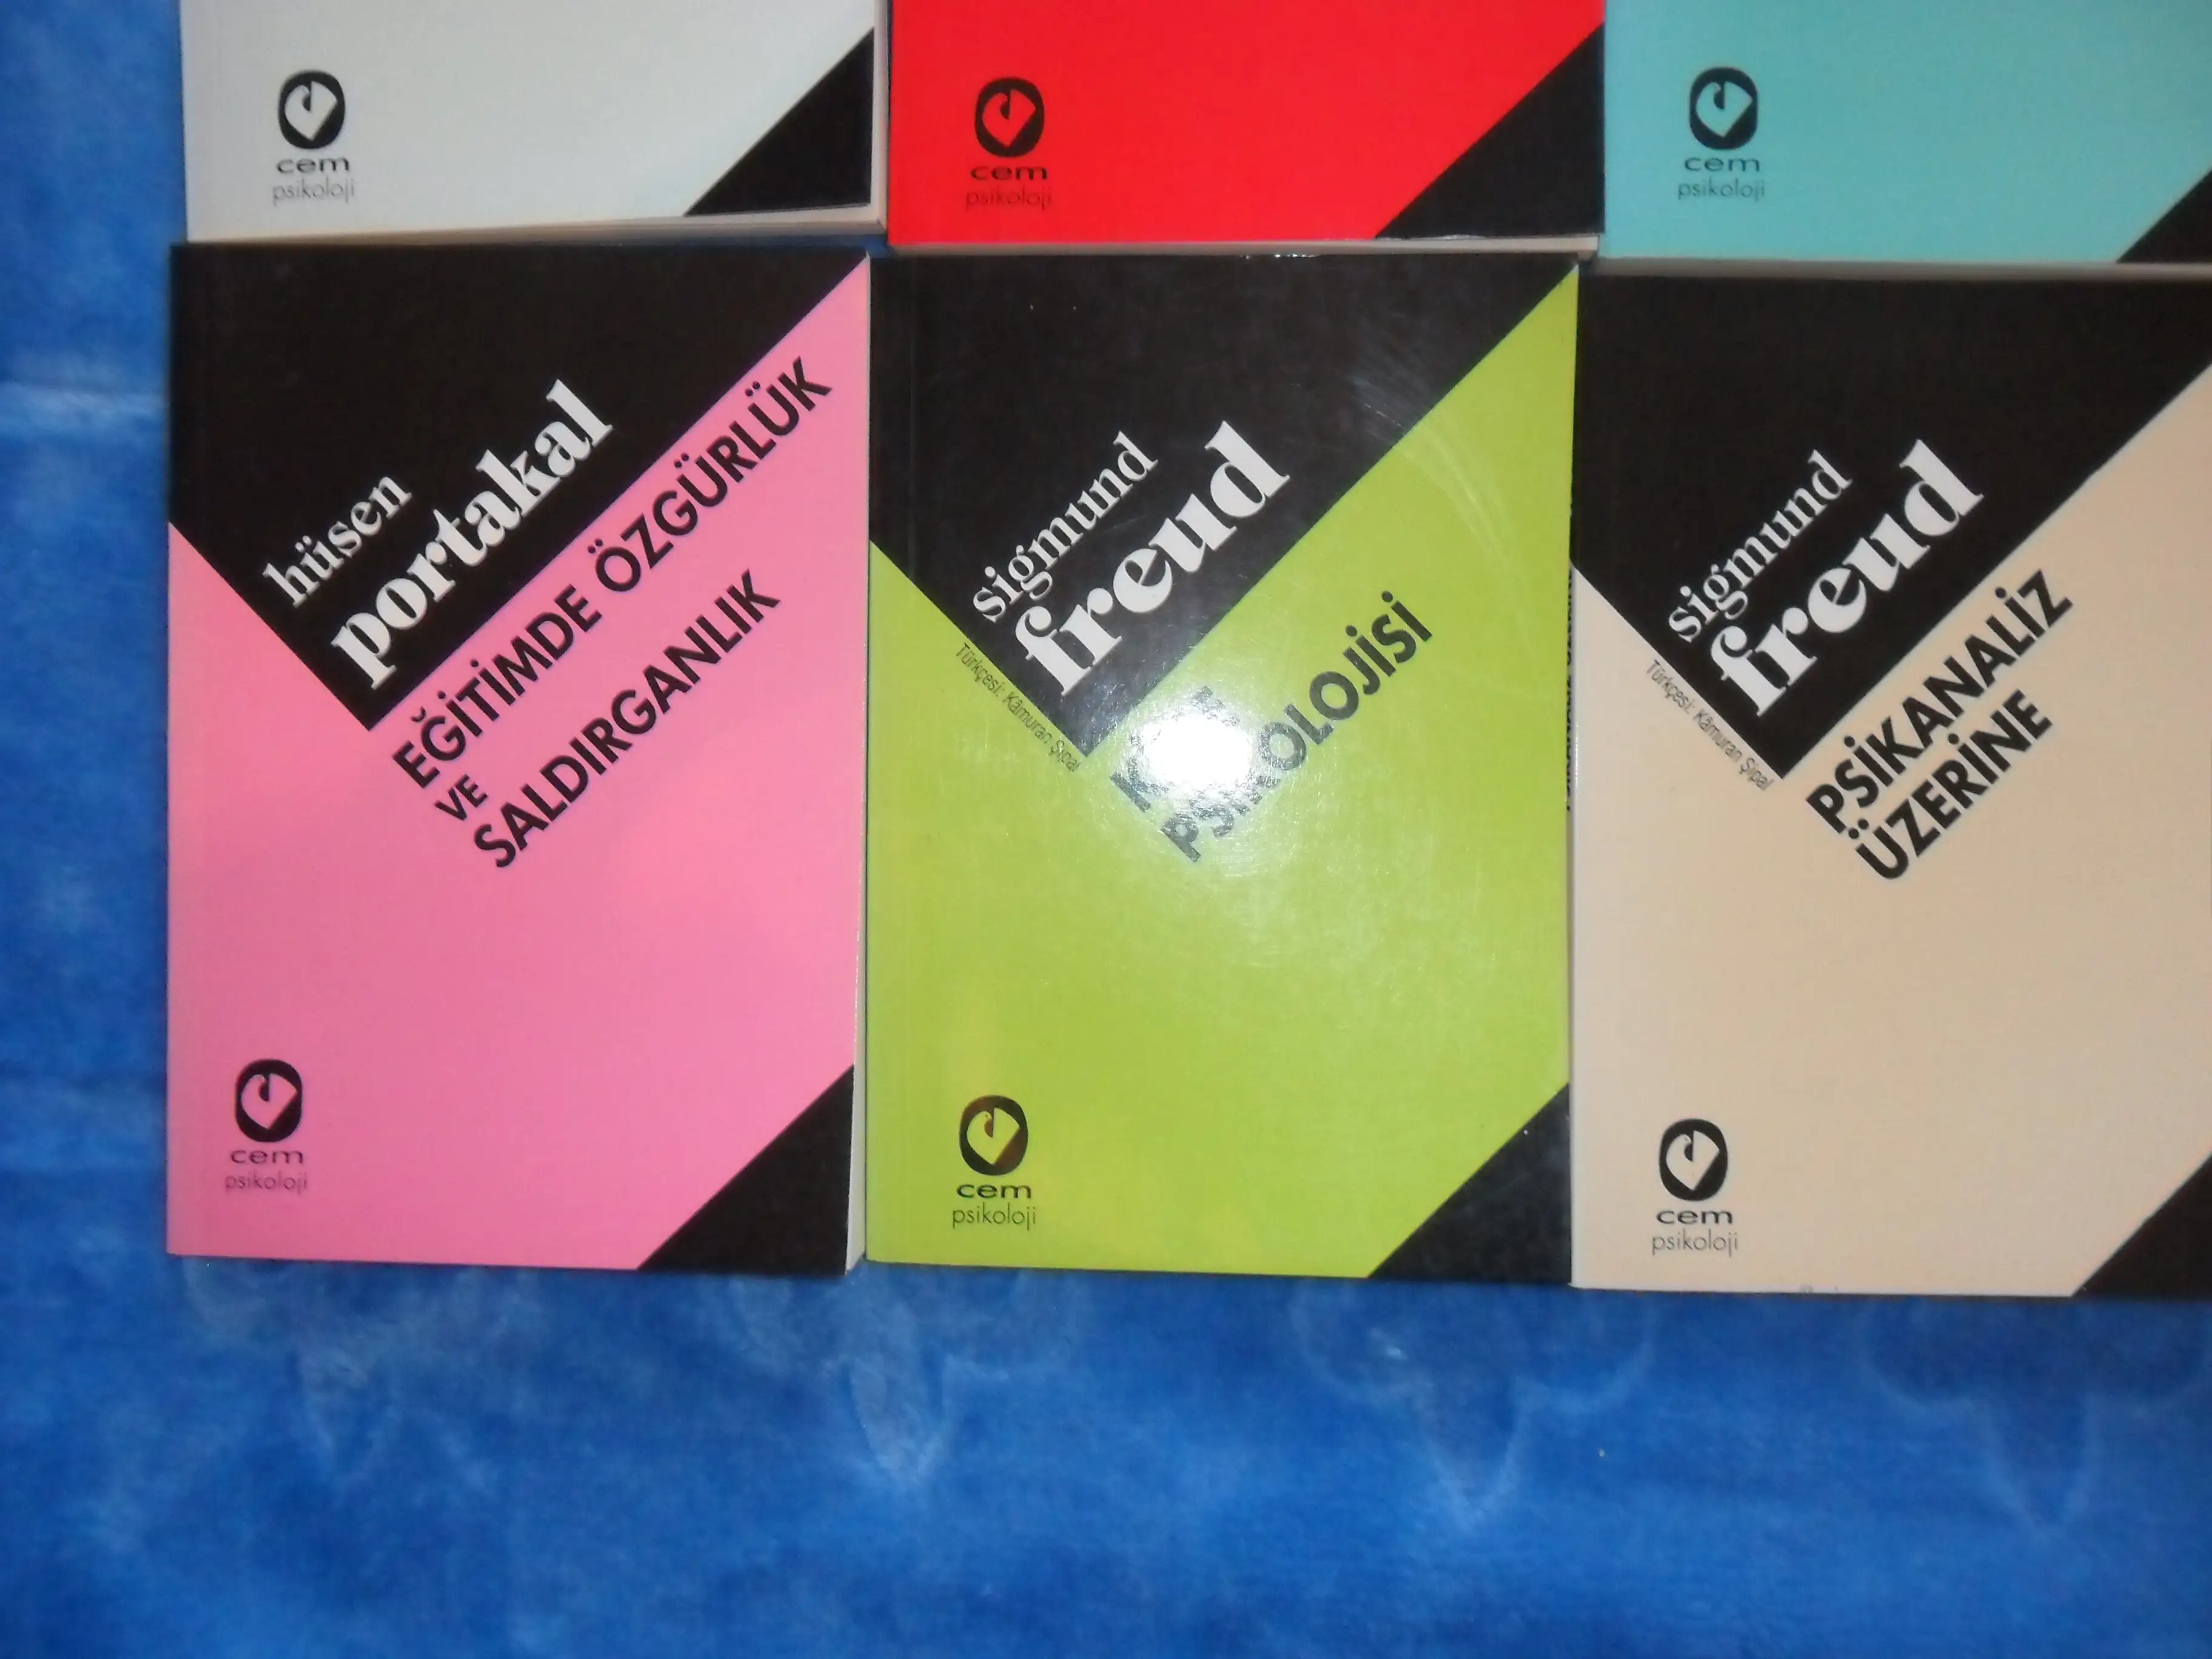 cem
psikoloji
cem
psikoloji
cem
psikoloji
hüsen
portakal
EĞİTİMDE ÖZGÜRLÜK
VE
SALDIRGANLIK
cem
psikoloji
sigmund
freud
Türkçesi: Kâmuran Şipal
PSİKOLOJİSİ
cem
psikoloji
sigmund
freud
Türkçesi: Kâmuran Şipal
PSİKANALİZ
ÜZERİNE
cem
psikoloji